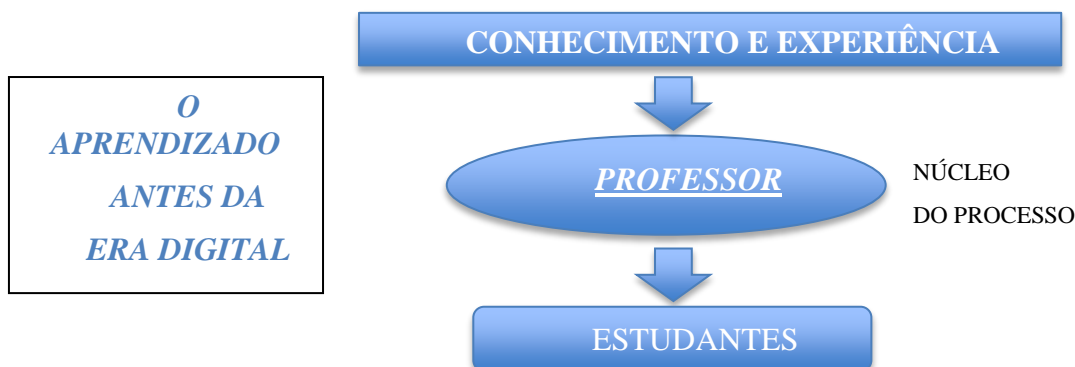 O
APRENDIZADO
ANTES DA
ERA DIGITAL
CONHECIMENTO E EXPERIÊNCIA
PROFESSOR
NÚCLEO
DO PROCESSO
ESTUDANTES